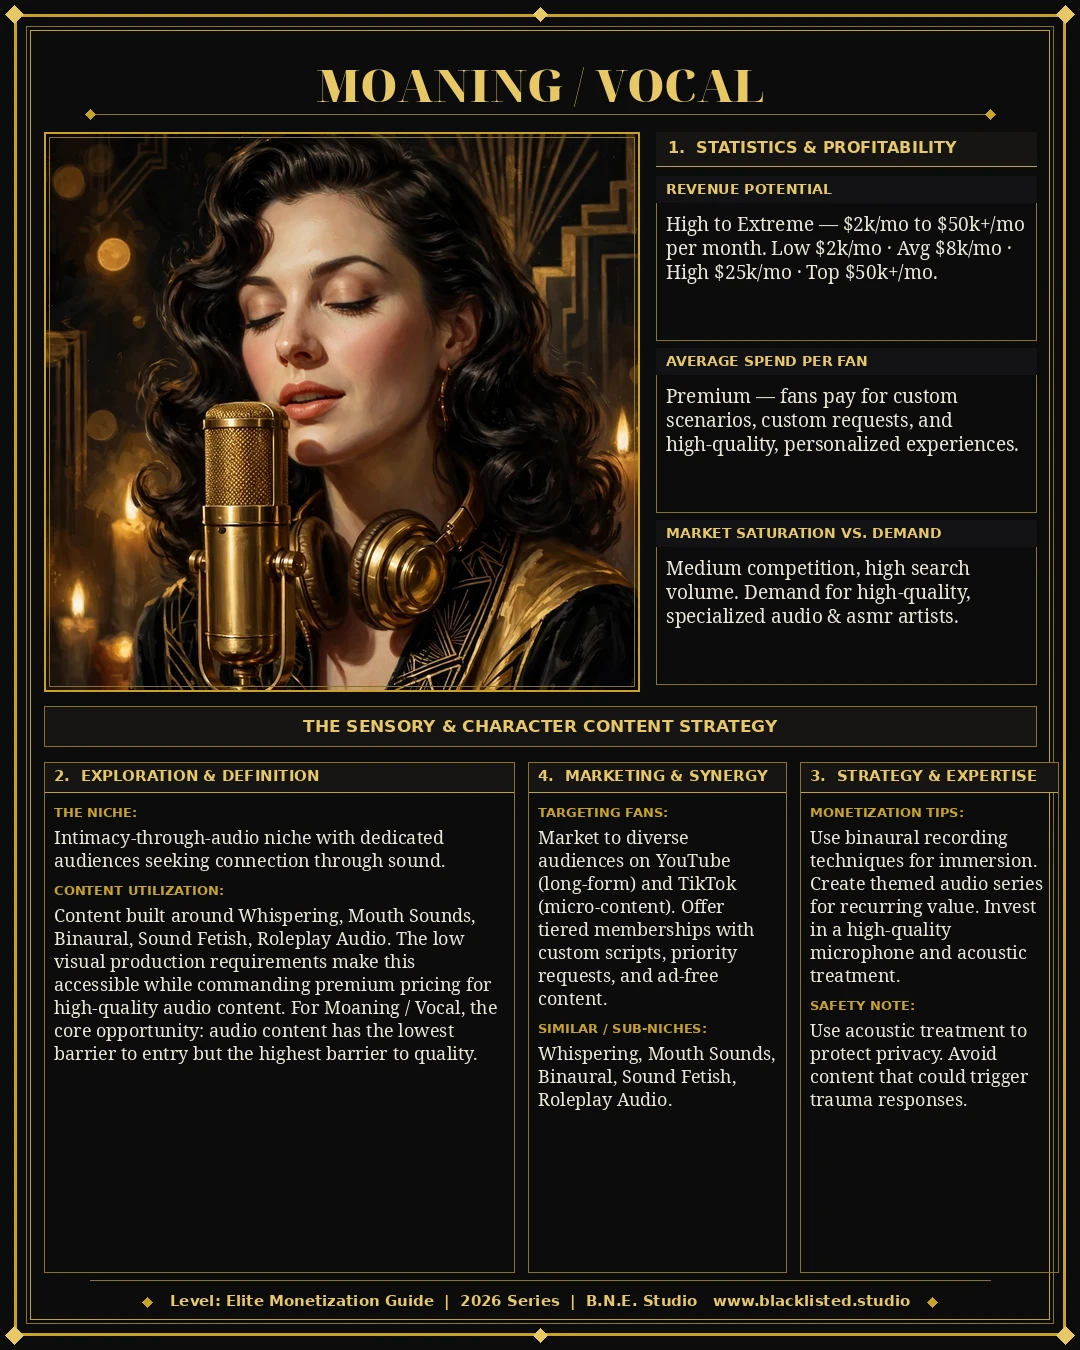 MOANING / VOCAL
1. STATISTICS & PROFITABILITY
REVENUE POTENTIAL
High to Extreme — $2k/mo to $50k+/mo
per month. Low $2k/mo · Avg $8k/mo ·
High $25k/mo · Top $50k+/mo.
AVERAGE SPEND PER FAN
Premium — fans pay for custom
scenarios, custom requests, and
high-quality, personalized experiences.
MARKET SATURATION VS. DEMAND
Medium competition, high search
volume. Demand for high-quality,
specialized audio & asmr artists.
THE SENSORY & CHARACTER CONTENT STRATEGY
2. EXPLORATION & DEFINITION
THE NICHE:
Intimacy-through-audio niche with dedicated
audiences seeking connection through sound.
CONTENT UTILIZATION:
Content built around Whispering, Mouth Sounds,
Binaural, Sound Fetish, Roleplay Audio. The low
visual production requirements make this
accessible while commanding premium pricing for
high-quality audio content. For Moaning / Vocal, the
core opportunity: audio content has the lowest
barrier to entry but the highest barrier to quality.
4. MARKETING & SYNERGY
TARGETING FANS:
Market to diverse
audiences on YouTube
(long-form) and TikTok
(micro-content). Offer
tiered memberships with
custom scripts, priority
requests, and ad-free
content.
SIMILAR / SUB-NICHES:
Whispering, Mouth Sounds,
Binaural, Sound Fetish,
Roleplay Audio.
3. STRATEGY & EXPERTISE
MONETIZATION TIPS:
Use binaural recording
techniques for immersion.
Create themed audio series
for recurring value. Invest
in a high-quality
microphone and acoustic
treatment.
SAFETY NOTE:
Use acoustic treatment to
protect privacy. Avoid
content that could trigger
trauma responses.
Level: Elite Monetization Guide | 2026 Series | B.N.E. Studio www.blacklisted.studio